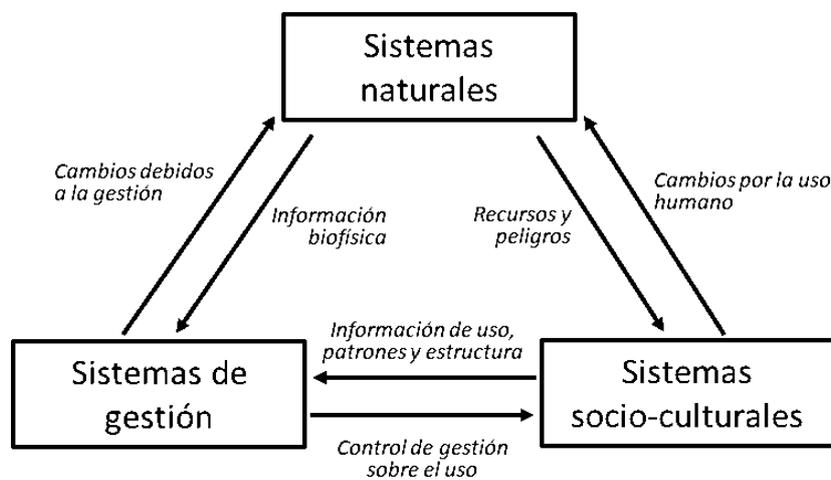 Sistemas
naturales
Cambios debidos
a la gestión
Información
biofísica
Recursos y
peligros
Cambios por la uso
humano
Sistemas de
gestión
Información de uso,
patrones y estructura
Control de gestión
sobre el uso
Sistemas
socio-culturales